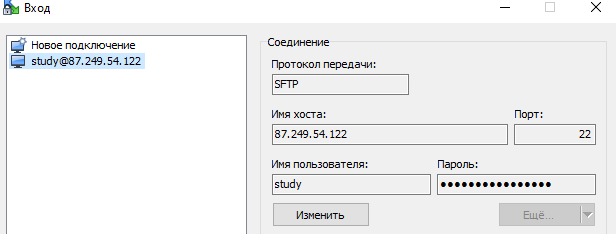 Вход
Новое подключение
study@87.249.54.122
Соединение
Протокол передачи:
SFTP
Имя хоста:
Порт:
87.249.54.122
22
Имя пользователя:
Пароль:
study
●●●●●●●●●●●●●●●●
Изменить
Ещё...